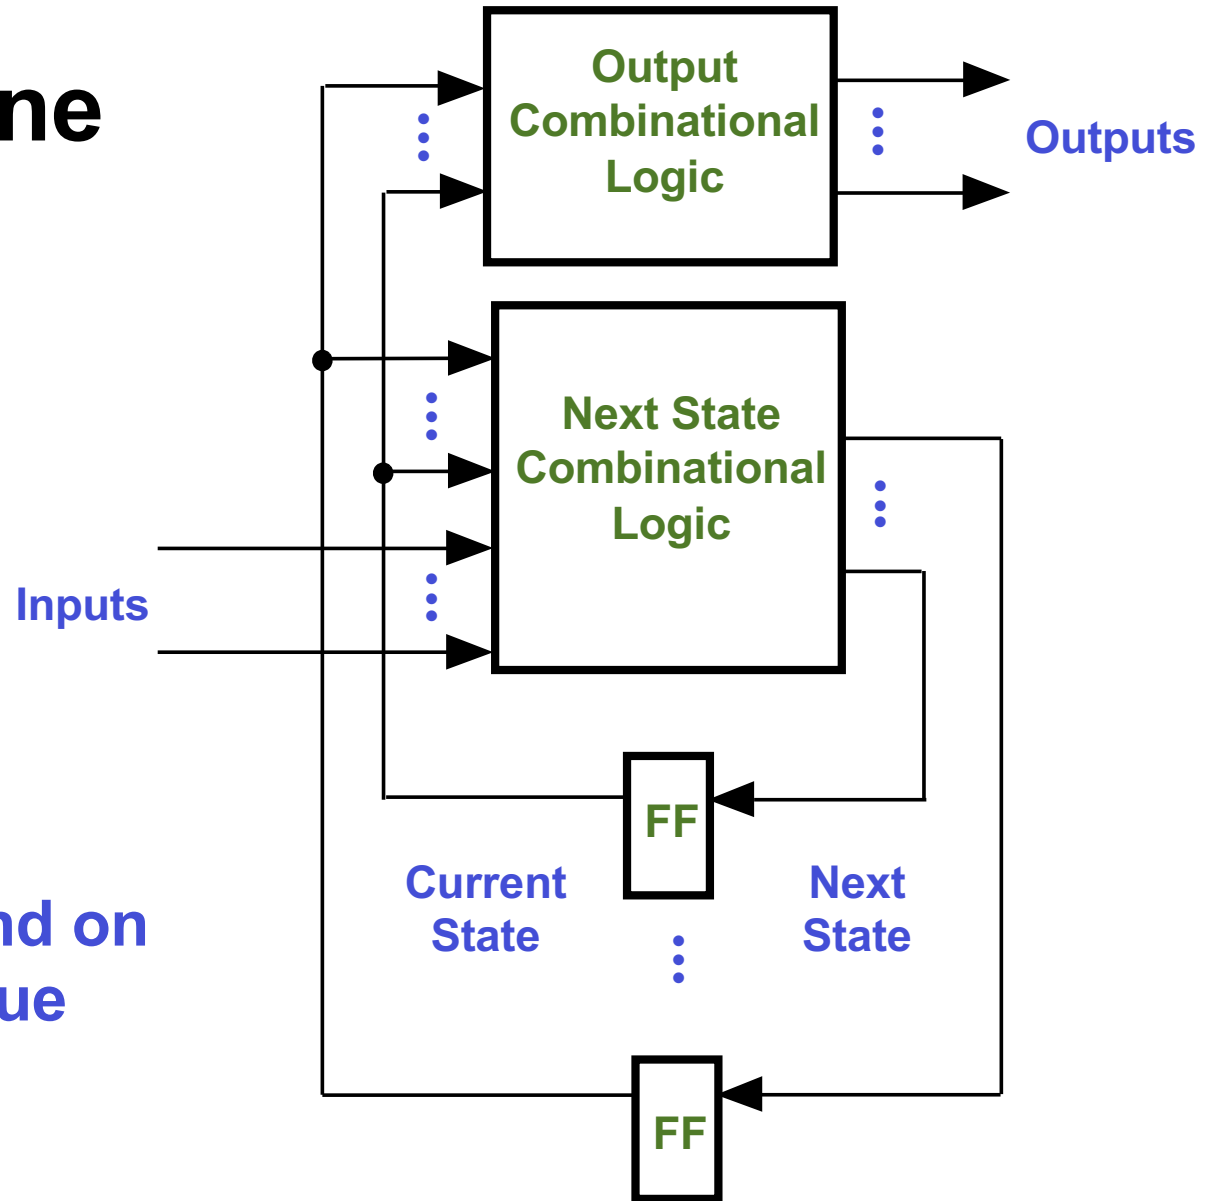 ne
Output
Combinational
Logic
Outputs
Next State
Combinational
Logic
Inputs
FF
Current
State
Next
State
nd on
ue
FF